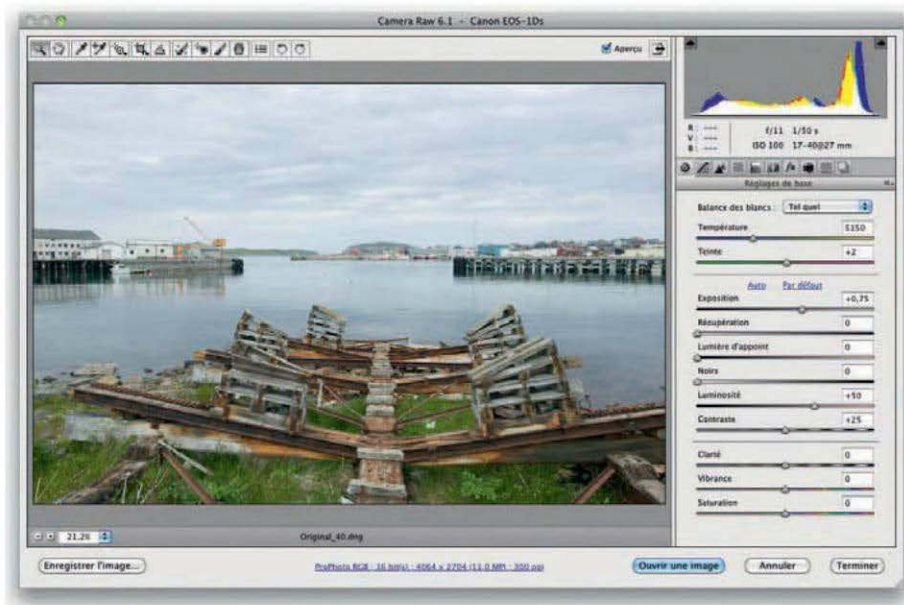 Camera Raw 6.1 - Canon EOS-1Ds
Aperçu
R : ---
V : ---
B : ---
f/11 1/50 s
ISO 100 17-40@27 mm
Réglages de base
Balance des blancs : Tel quel
Température 5150
Teinte +2
Auto Par défaut
Exposition +0,75
Récupération 0
Lumière d'appoint 0
Noirs 0
Luminosité +50
Contraste +25
Clarté 0
Vibrance 0
Saturation 0
21,2%
Original_40.dng
Enregistrer l'image...
ProPhoto RGB ; 16 bit(s) ; 4064 x 2704 (11,0 MP) ; 300 ppi
Ouvrir une image
Annuler
Terminer